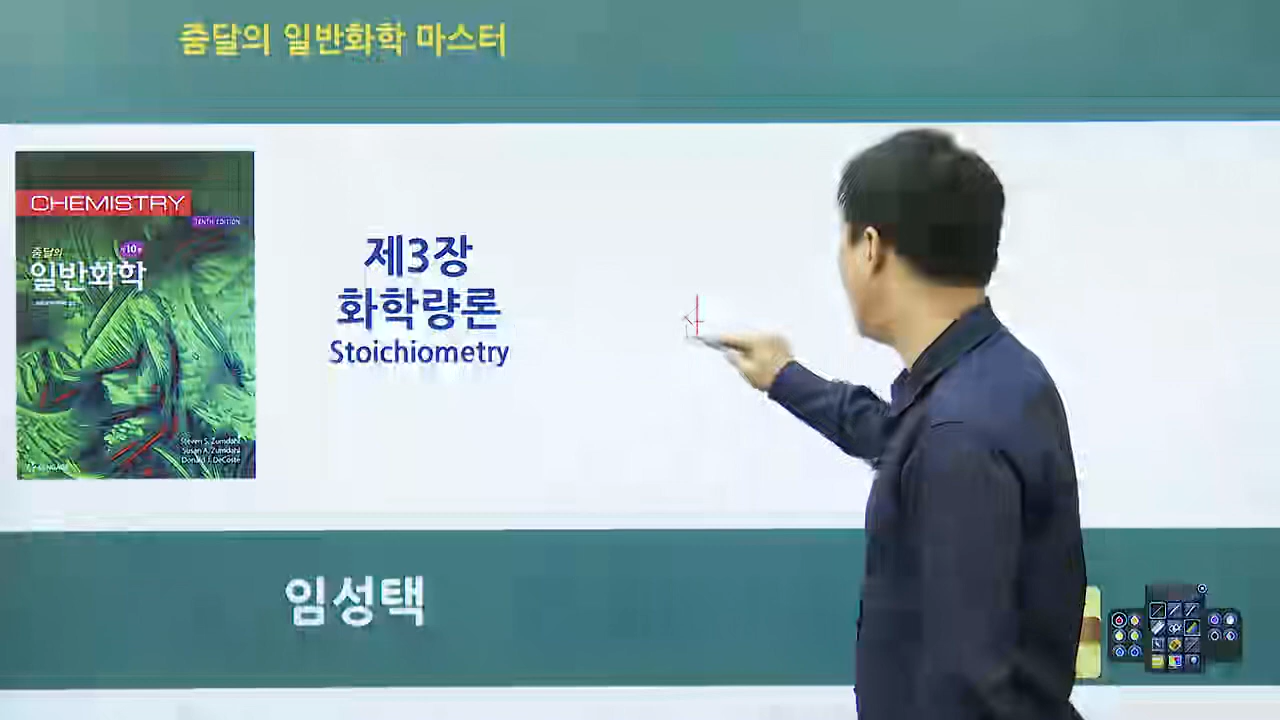 줌달의 일반화학 마스터
CHEMISTRY
TENTH EDITION
줌달의
제10판
일반화학
Steven S. Zumdahl
Susan A. Zumdahl
Donald J. DeCoste
CENGAGE
제3장
화학량론
Stoichiometry
임성택